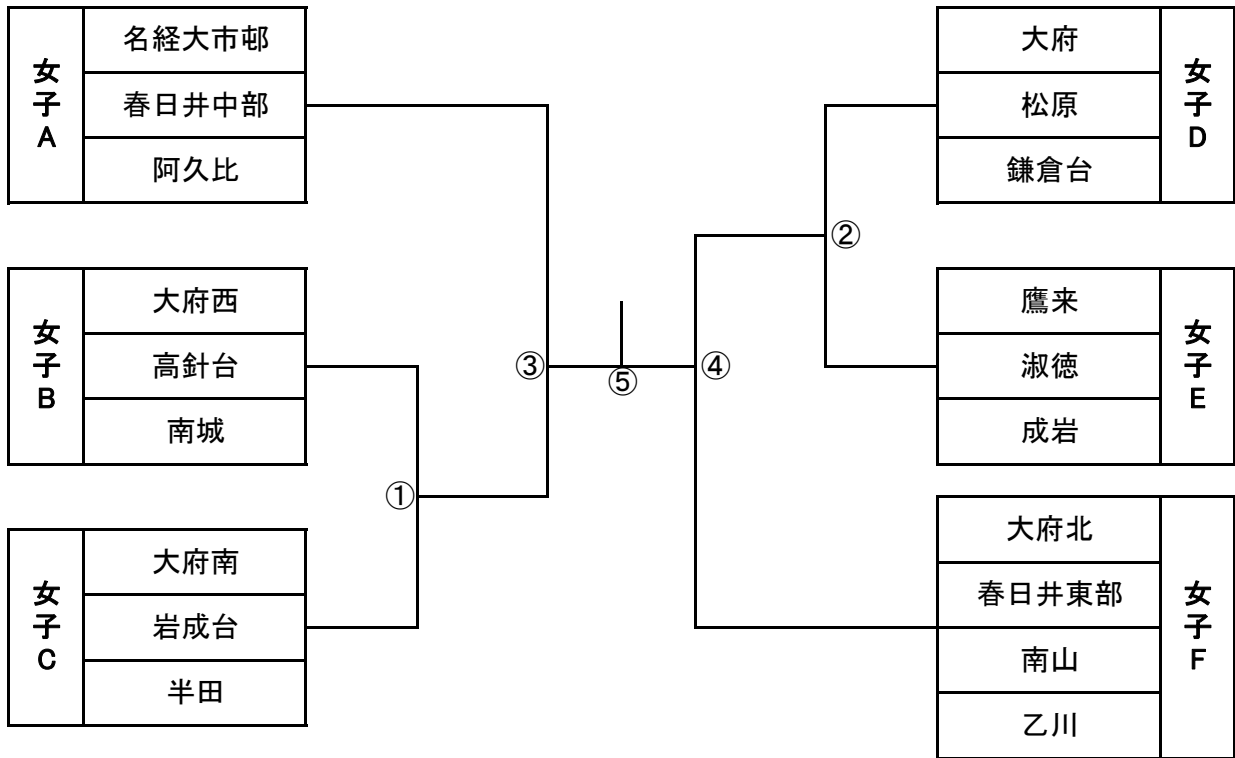 女子A
名経大市邨
春日井中部
阿久比
女子B
大府西
高針台
南城
女子C
大府南
岩成台
半田
①
③
⑤
④
②
大府
松原
鎌倉台
女子D
鷹来
淑徳
成岩
女子E
大府北
春日井東部
南山
乙川
女子F